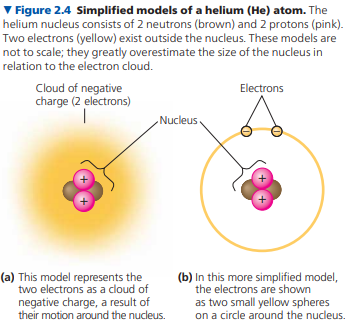 ▼ Figure 2.4 Simplified models of a helium (He) atom. The
helium nucleus consists of 2 neutrons (brown) and 2 protons (pink).
Two electrons (yellow) exist outside the nucleus. These models are
not to scale; they greatly overestimate the size of the nucleus in
relation to the electron cloud.
Cloud of negative
charge (2 electrons)
Electrons
Nucleus
–
–
+
+
+
+
(a) This model represents the
two electrons as a cloud of
negative charge, a result of
their motion around the nucleus.
(b) In this more simplified model,
the electrons are shown
as two small yellow spheres
on a circle around the nucleus.